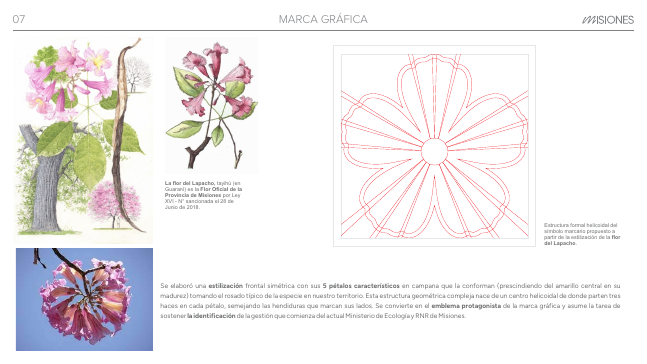 07
MARCA GRÁFICA
MISIONES
La flor del Lapacho, tajihú (en
Guaraní) es la Flor Oficial de la
Provincia de Misiones por Ley
XVI - N° sancionada el 28 de
Junio de 2018.
Estructura formal helicoidal del
símbolo marcario propuesto a
partir de la estilización de la flor
del Lapacho.
Se elaboró una estilización frontal simétrica con sus 5 pétalos característicos en campana que la conforman (prescindiendo del amarillo central en su
madurez) tomando el rosado típico de la especie en nuestro territorio. Esta estructura geométrica compleja nace de un centro helicoidal de donde parten tres
haces en cada pétalo, semejando las hendiduras que marcan sus lados. Se convierte en el emblema protagonista de la marca gráfica y asume la tarea de
sostener la identificación de la gestión que comienza del actual Ministerio de Ecología y RNR de Misiones.